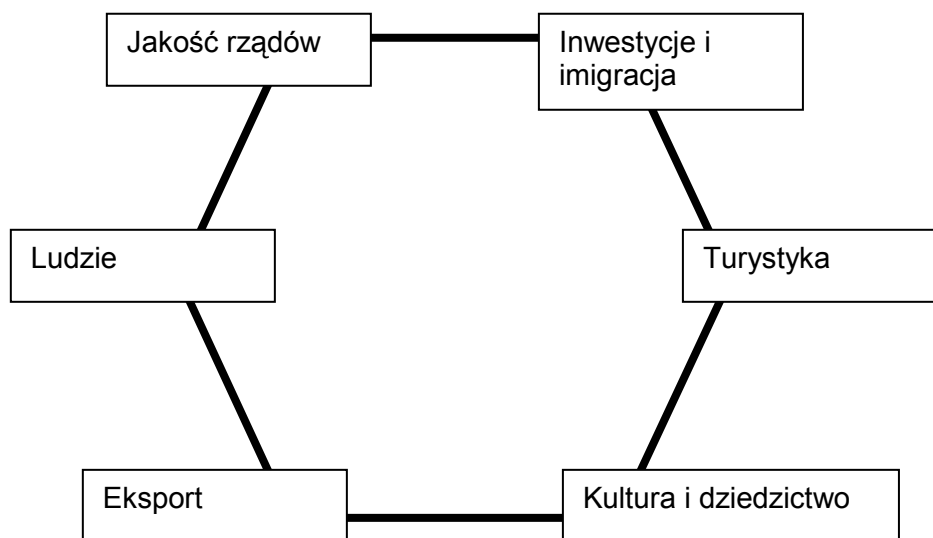 Jakość rządów
Inwestycje i
imigracja
Ludzie
Turystyka
Eksport
Kultura i dziedzictwo